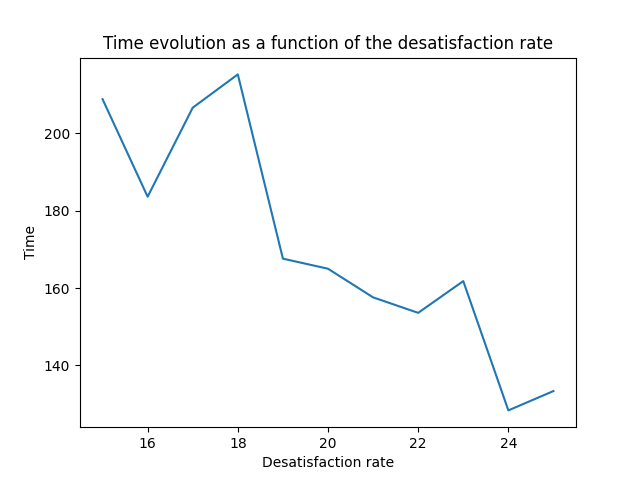 Time evolution as a function of the desatisfaction rate
200
180
160
140
Time
16 18 20 22 24
Desatisfaction rate